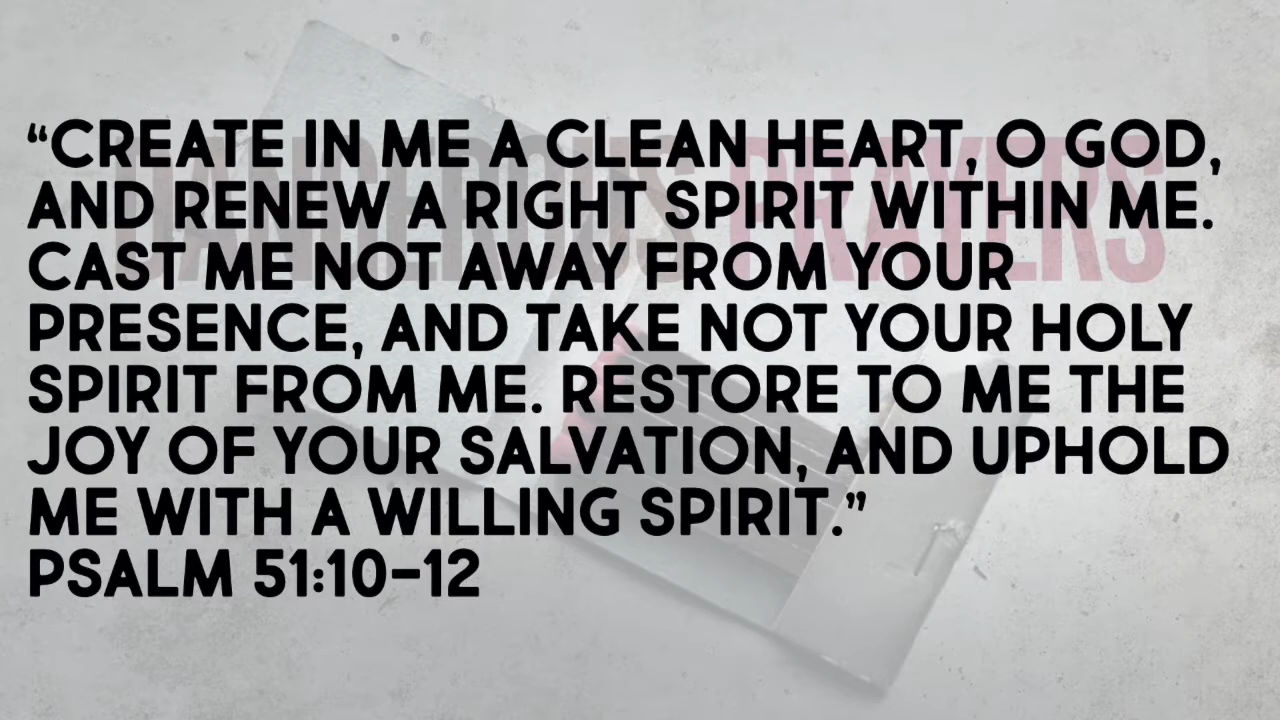 DANGEROUS PRAYERS
“CREATE IN ME A CLEAN HEART, O GOD,
AND RENEW A RIGHT SPIRIT WITHIN ME.
CAST ME NOT AWAY FROM YOUR
PRESENCE, AND TAKE NOT YOUR HOLY
SPIRIT FROM ME. RESTORE TO ME THE
JOY OF YOUR SALVATION, AND UPHOLD
ME WITH A WILLING SPIRIT.”
PSALM 51:10-12